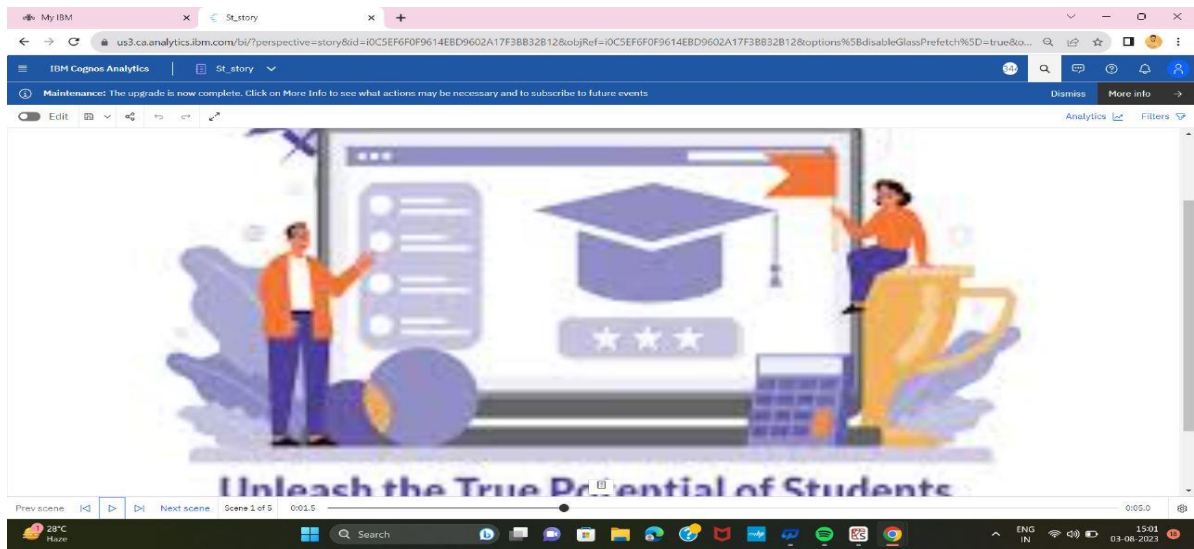 My IBM
St_story
us3.ca.analytics.ibm.com/bi/?perspective=story&id=i0C5EF6F0F9614EBD9602A17F3BB32B12&objRef=i0C5EF6F0F9614EBD9602A17F3BB32B12&options%5BdisableGlassPrefetch%5D=true&o...
IBM Cognos Analytics St_story
Maintenance: The upgrade is now complete. Click on More Info to see what actions may be necessary and to subscribe to future events Dismiss More info
Edit Analytics Filters
Unleash the True Potential of Students
Prev scene Next scene Scene 1 of 5 0:01.5 0:05.0
28°C
Haze
Search
ENG
IN
15:01
03-08-2023